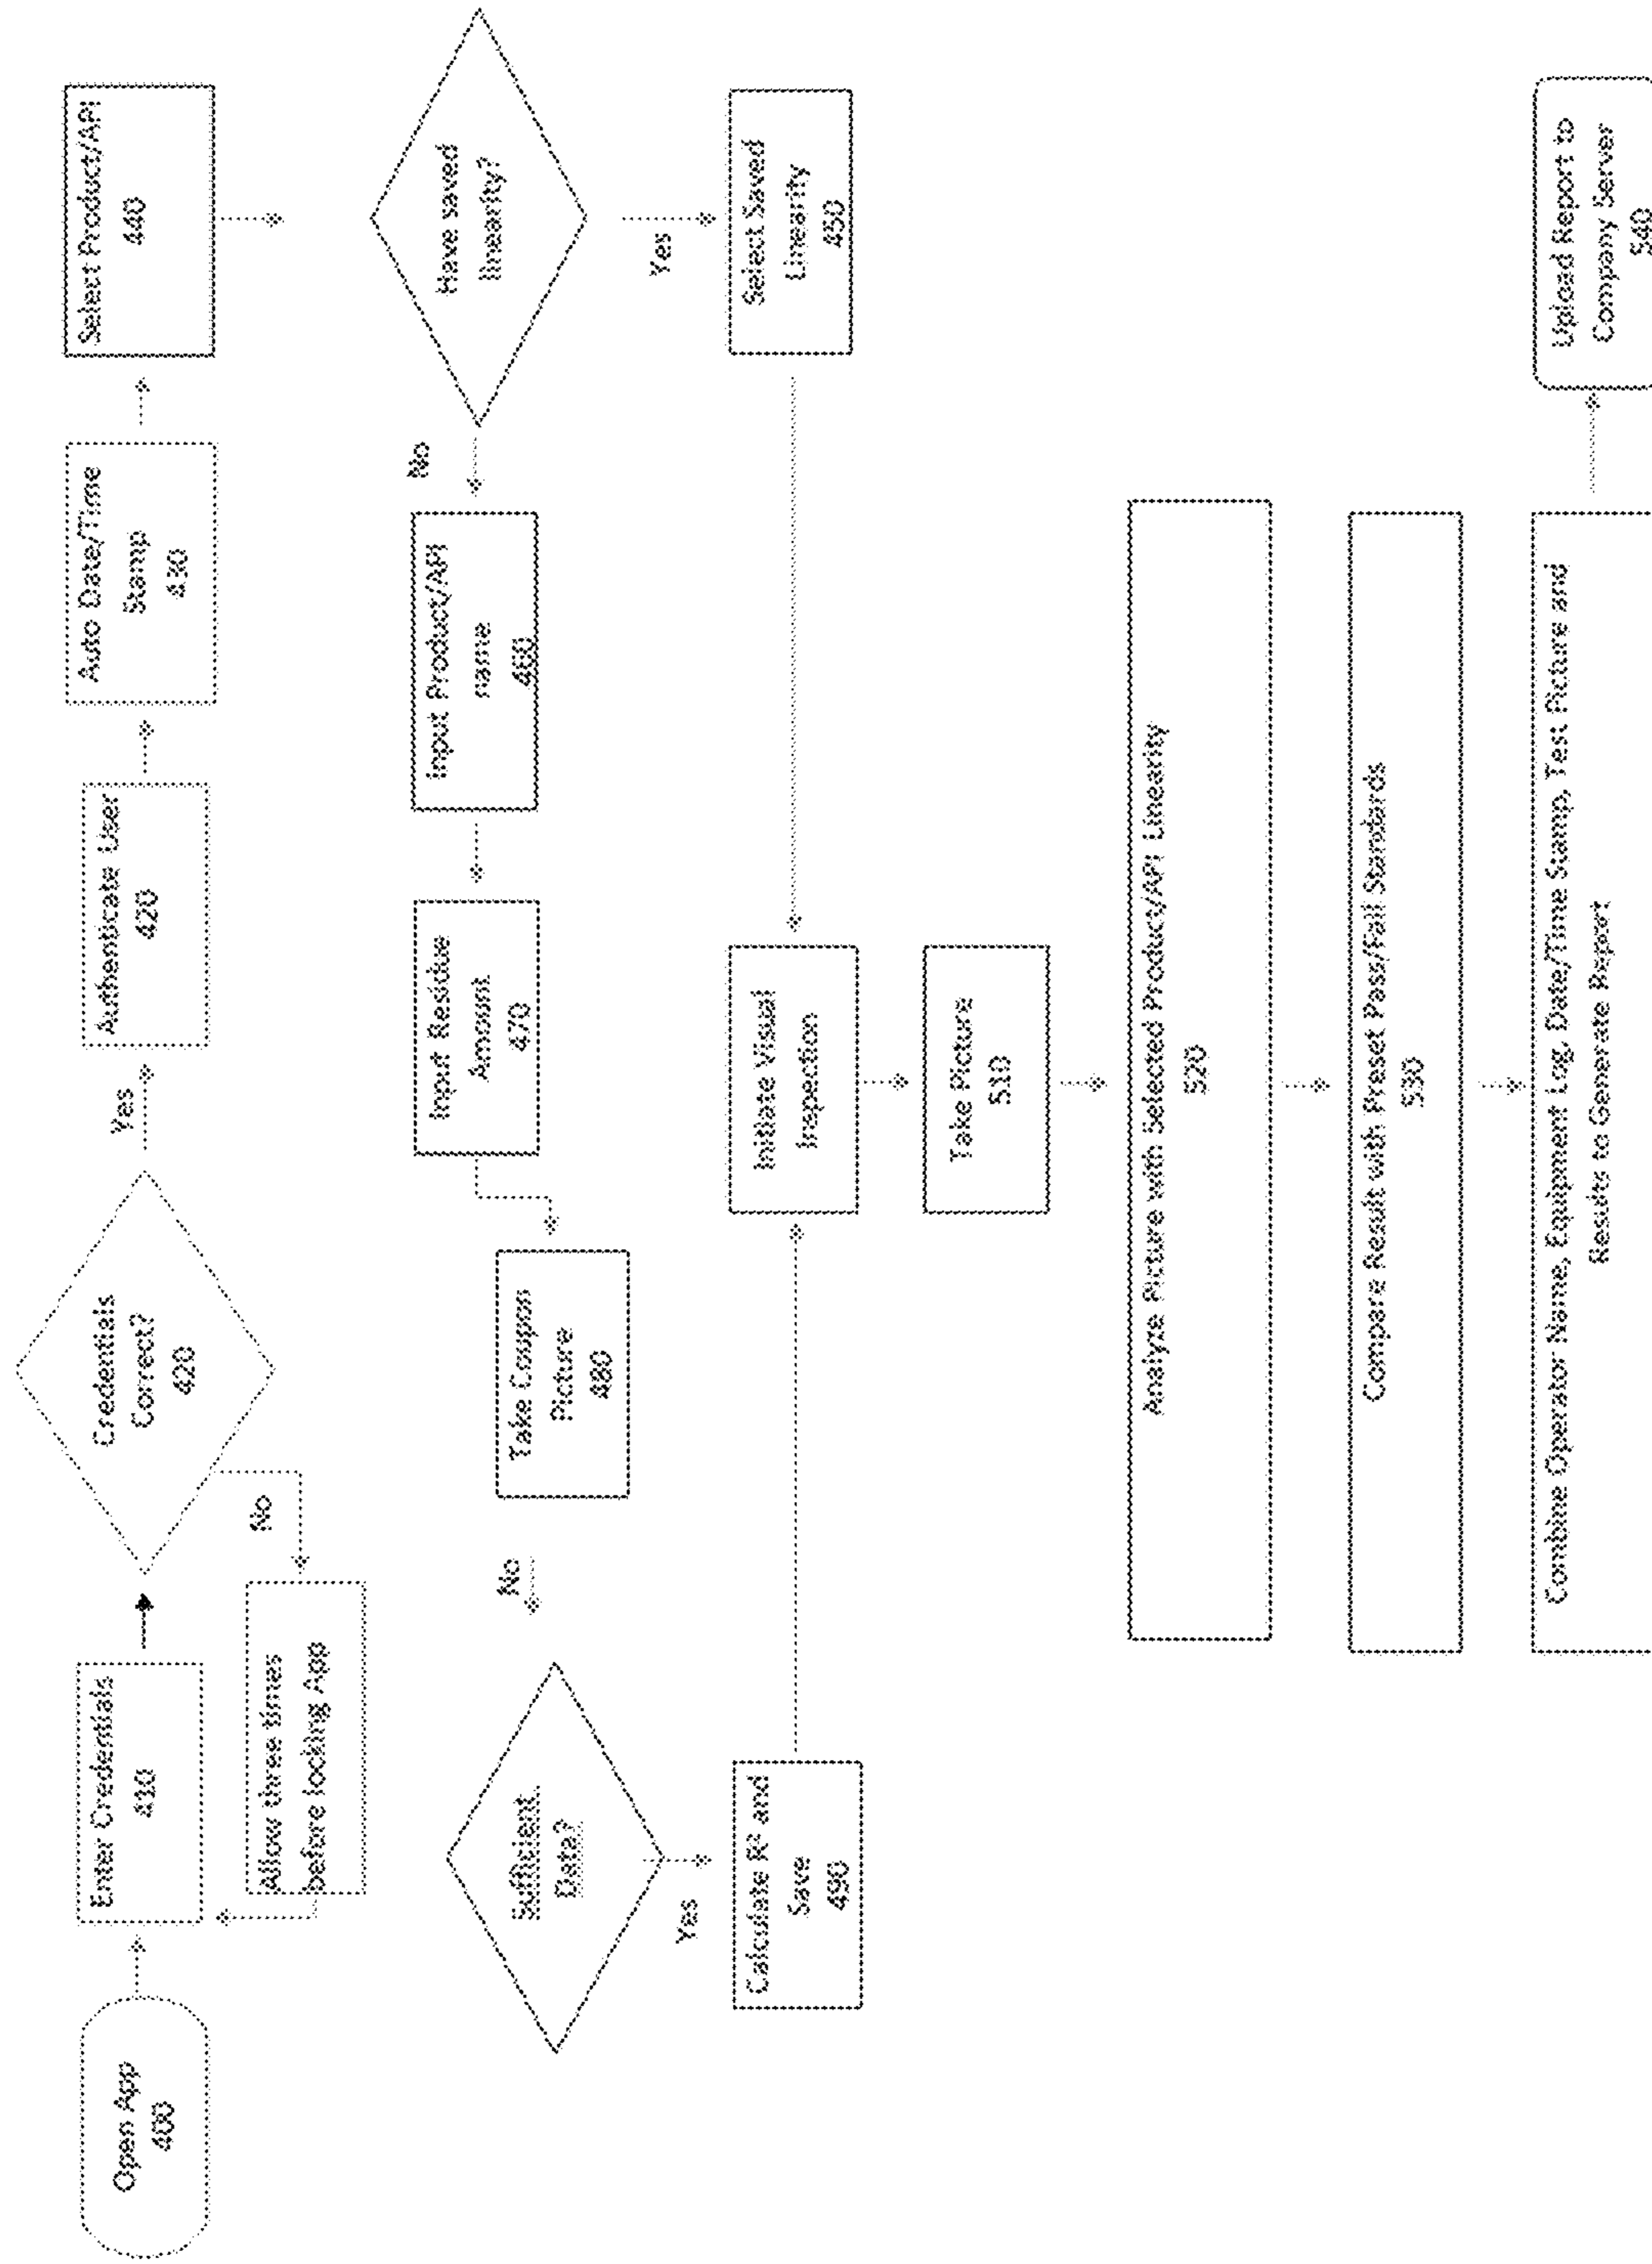 Open App
400
Enter Credentials
410
Credentials
Correct?
420
Yes
Authenticate User
420
Auto Date/Time
Stamp
430
Select Product/API
440
No
Allow three times
before locking App
Have saved
linearity?
No
Yes
Input Product/API
name
460
Input Residue
Amount
470
Take Coupon
Picture
480
No
Sufficient
Data?
Yes
Select Saved
Linearity
450
Calculate R² and
Save
490
Initiate Visual
Inspection
Take Picture
510
Analyze Picture with Selected Product/API Linearity
520
Compare Result with Preset Pass/Fail Standards
530
Combine Operator Name, Equipment Log, Date/Time Stamp, Test Picture and
Results to Generate Report
Upload Report to
Company Server
540